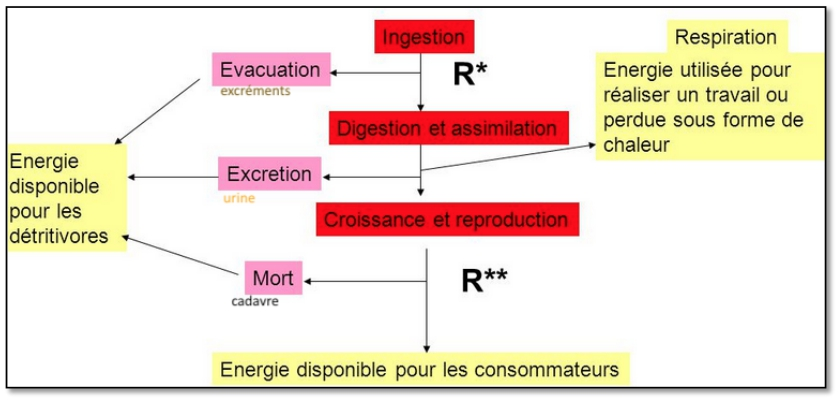 Ingestion
Respiration
Evacuation
excréments
R*
Energie utilisée pour
réaliser un travail ou
perdue sous forme de
chaleur
Digestion et assimilation
Energie
disponible
pour les
détritivores
Excretion
urine
Croissance et reproduction
Mort
cadavre
R**
Energie disponible pour les consommateurs